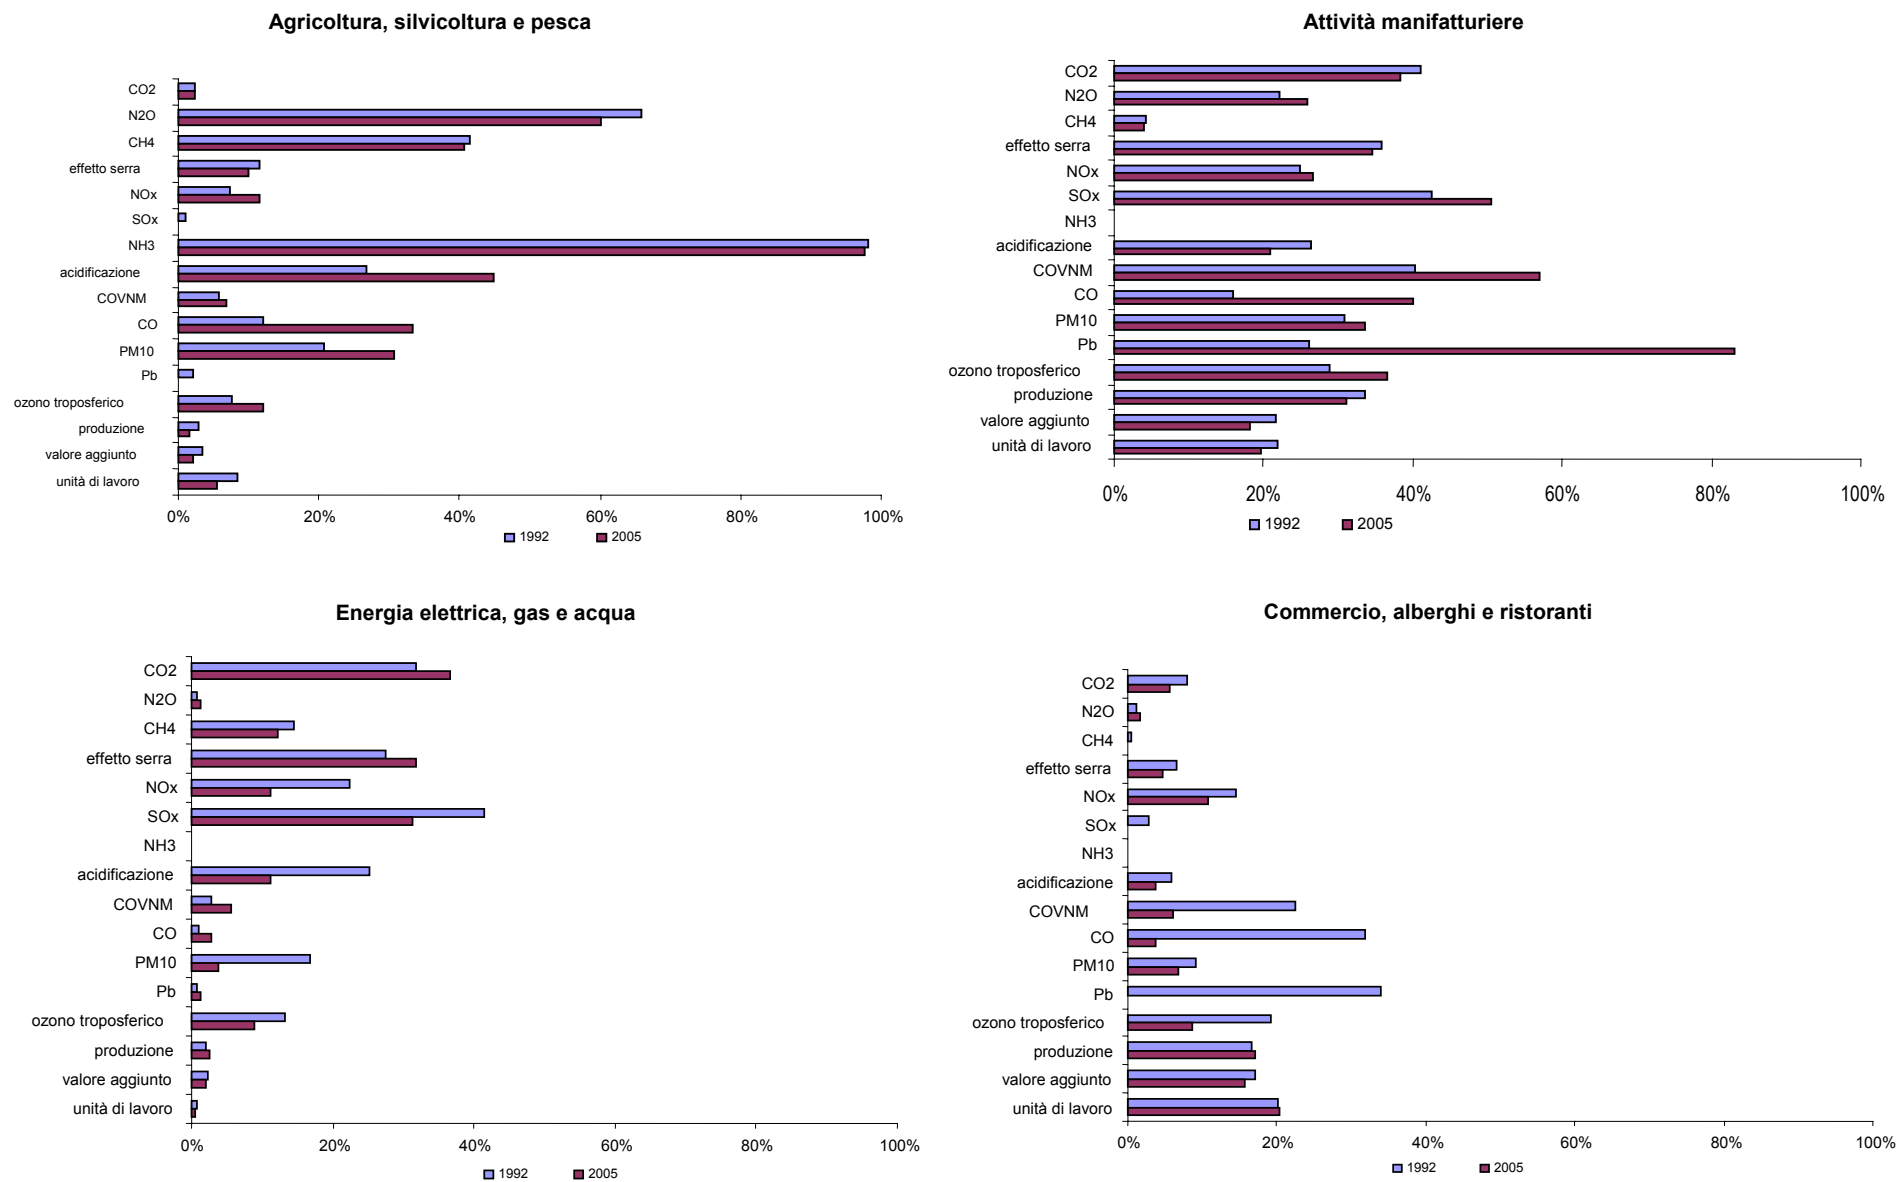 Agricoltura, silvicoltura e pesca
CO2
N2O
CH4
effetto serra
NOx
SOx
NH3
acidificazione
COVNM
CO
PM10
Pb
ozono troposferico
produzione
valore aggiunto
unità di lavoro
0% 20% 40% 60% 80% 100%
1992 2005
Attività manifatturiere
CO2
N2O
CH4
effetto serra
NOx
SOx
NH3
acidificazione
COVNM
CO
PM10
Pb
ozono troposferico
produzione
valore aggiunto
unità di lavoro
0% 20% 40% 60% 80% 100%
1992 2005
Energia elettrica, gas e acqua
CO2
N2O
CH4
effetto serra
NOx
SOx
NH3
acidificazione
COVNM
CO
PM10
Pb
ozono troposferico
produzione
valore aggiunto
unità di lavoro
0% 20% 40% 60% 80% 100%
1992 2005
Commercio, alberghi e ristoranti
CO2
N2O
CH4
effetto serra
NOx
SOx
NH3
acidificazione
COVNM
CO
PM10
Pb
ozono troposferico
produzione
valore aggiunto
unità di lavoro
0% 20% 40% 60% 80% 100%
1992 2005